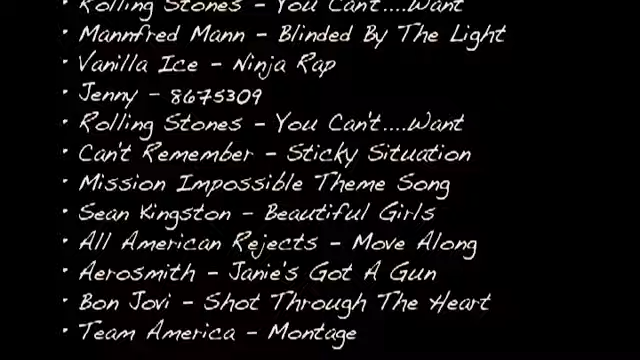 • Rolling Stones - You Can't....Want
• Mannfred Mann - Blinded By The Light
• Vanilla Ice - Ninja Rap
• Jenny - 8675309
• Rolling Stones - You Can't....Want
• Can't Remember - Sticky Situation
• Mission Impossible Theme Song
• Sean Kingston - Beautiful Girls
• All American Rejects - Move Along
• Aerosmith - Janie's Got A Gun
• Bon Jovi - Shot Through The Heart
• Team America - Montage